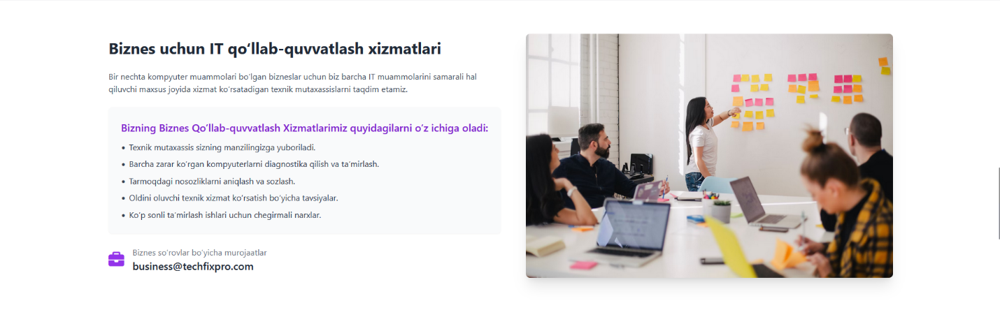 Biznes uchun IT qo‘llab-quvvatlash xizmatlari
Bir nechta kompyuter muammolari bo‘lgan bizneslar uchun biz barcha IT muammolarini samarali hal
qiluvchi maxsus joyida xizmat ko‘rsatadigan texnik mutaxassislarni taqdim etamiz.
Bizning Biznes Qo‘llab-quvvatlash Xizmatlarimiz quyidagilarni o‘z ichiga oladi:
• Texnik mutaxassis sizning manzilingizga yuboriladi.
• Barcha zarar ko‘rgan kompyuterlarni diagnostika qilish va ta’mirlash.
• Tarmoqdagi nosozliklarni aniqlash va sozlash.
• Oldini oluvchi texnik xizmat ko‘rsatish bo‘yicha tavsiyalar.
• Ko‘p sonli ta’mirlash ishlari uchun chegirmali narxlar.
Biznes so‘rovlar bo‘yicha murojaatlar
business@techfixpro.com